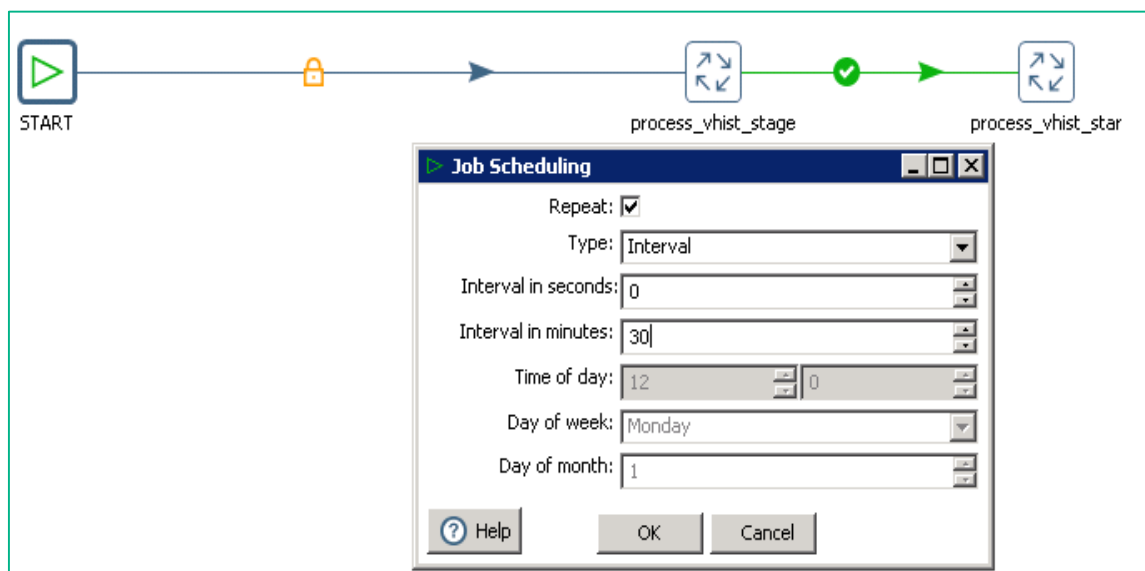 START
process_vhist_stage
process_vhist_star
Job Scheduling
Repeat:
Type: Interval
Interval in seconds: 0
Interval in minutes: 30
Time of day: 12 0
Day of week: Monday
Day of month: 1
Help OK Cancel